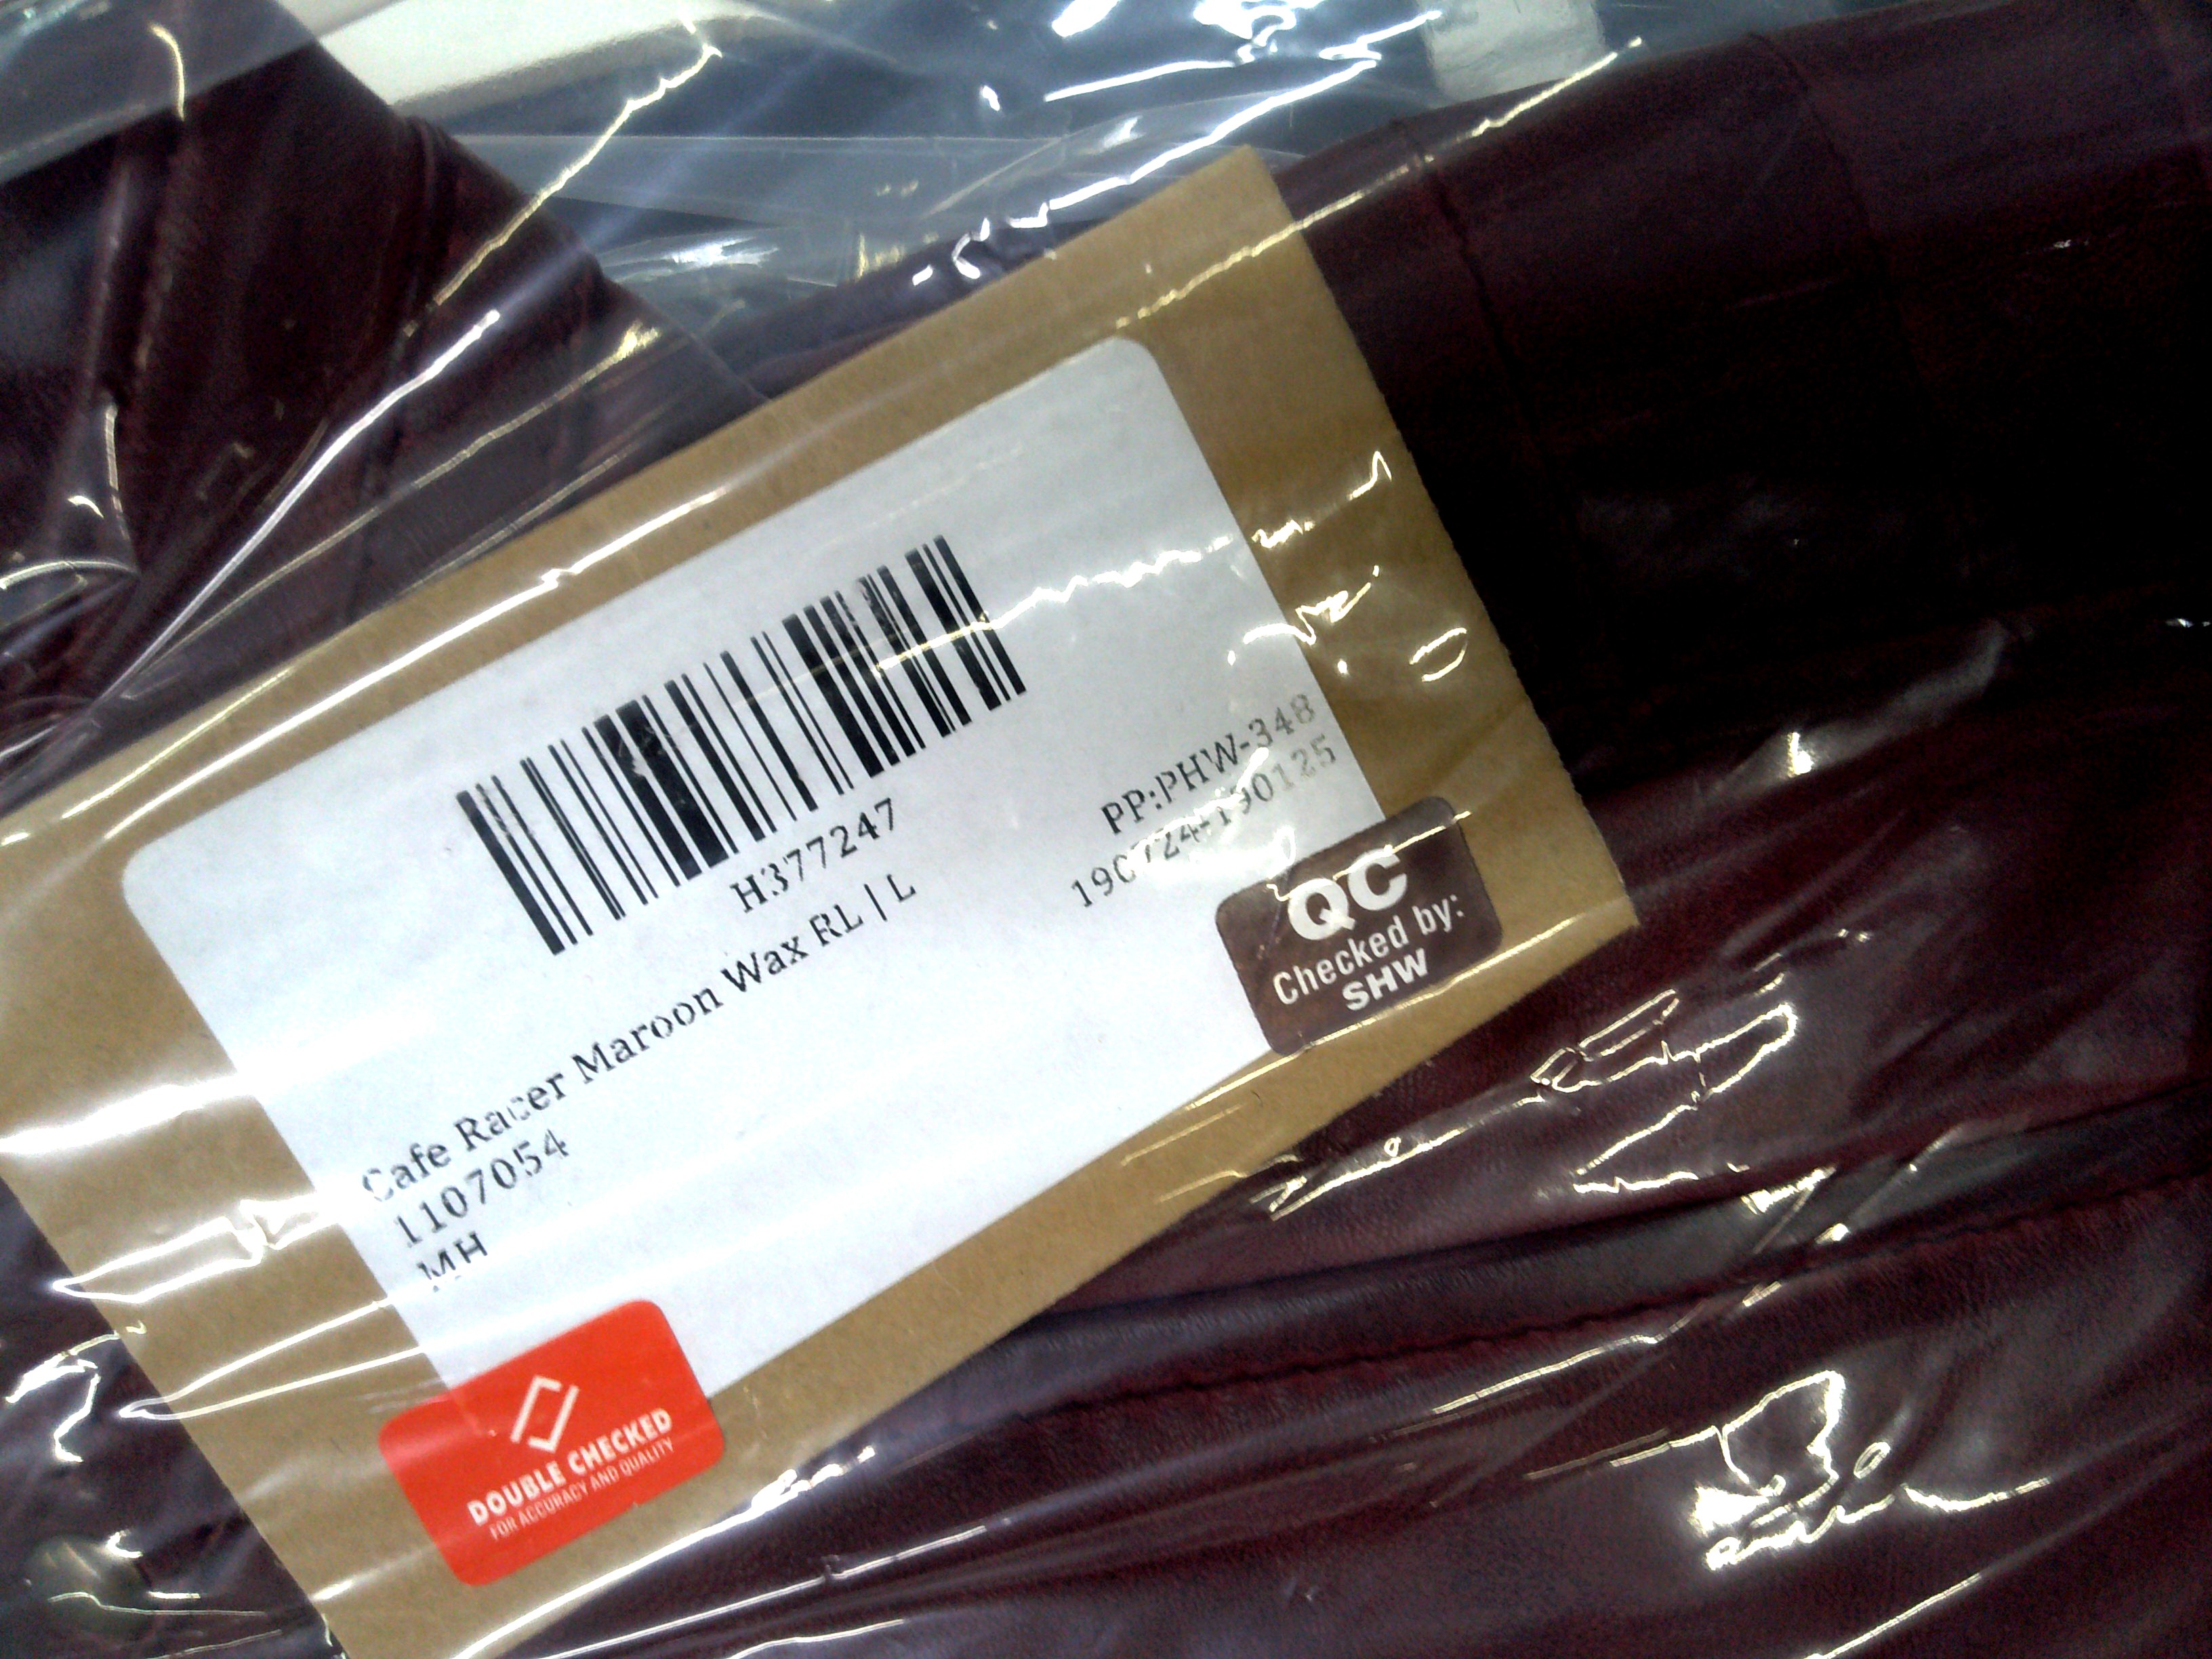 H377247
PP:PHW-348
Cafe Racer Maroon Wax RL | L
1107054
MH
QC
Checked by:
SHW
DOUBLE CHECKED
FOR ACCURACY AND QUALITY